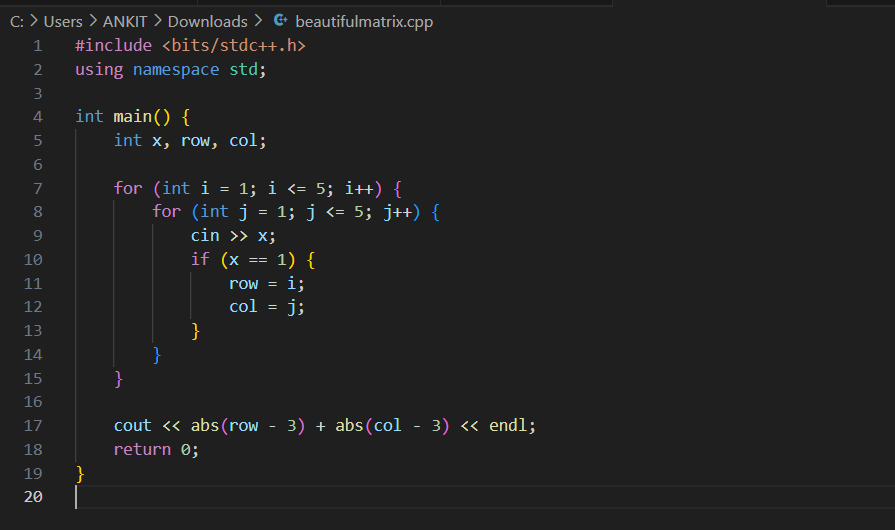 C: > Users > ANKIT > Downloads > C++ beautifulmatrix.cpp
1 #include <bits/stdc++.h>
2 using namespace std;
3
4 int main() {
5     int x, row, col;
6
7     for (int i = 1; i <= 5; i++) {
8         for (int j = 1; j <= 5; j++) {
9             cin >> x;
10             if (x == 1) {
11                 row = i;
12                 col = j;
13             }
14         }
15     }
16
17     cout << abs(row - 3) + abs(col - 3) << endl;
18     return 0;
19 }
20